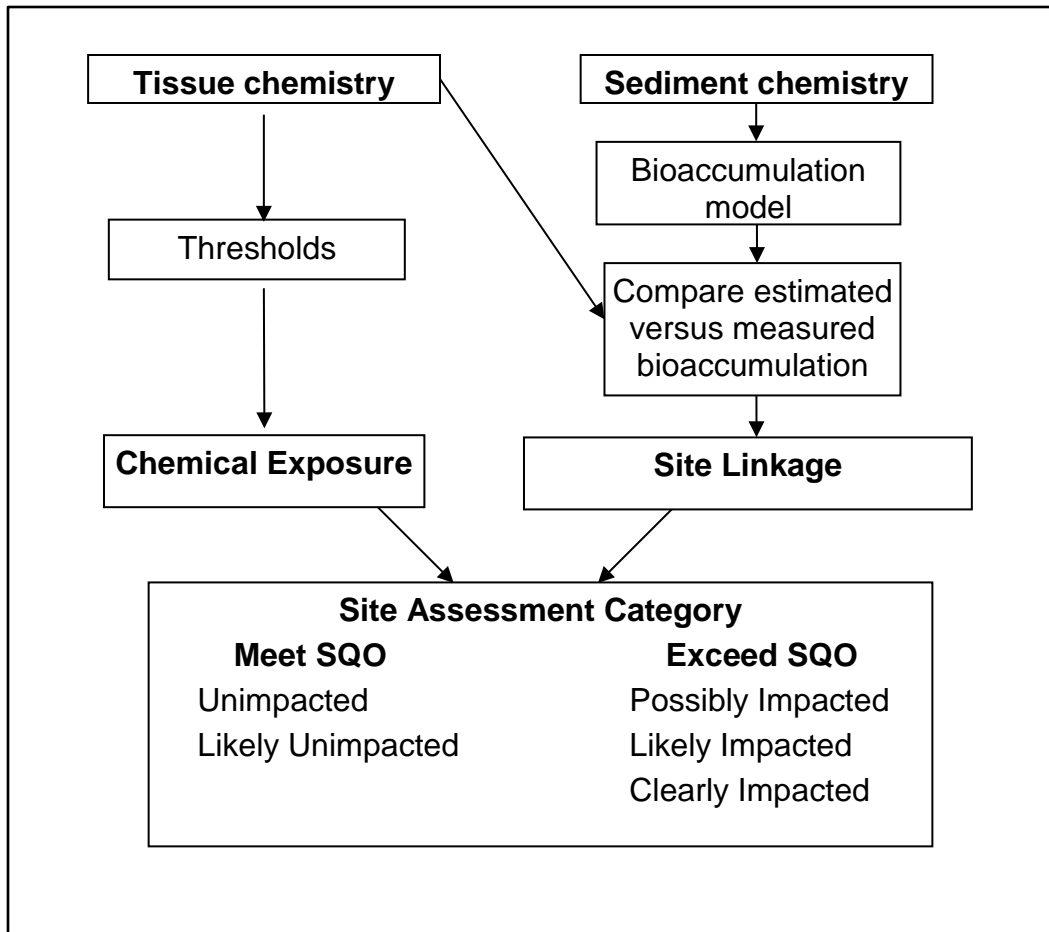 Tissue chemistry
Sediment chemistry
Bioaccumulation
model
Thresholds
Compare estimated
versus measured
bioaccumulation
Chemical Exposure
Site Linkage
Site Assessment Category
Meet SQO
Exceed SQO
Unimpacted
Possibly Impacted
Likely Unimpacted
Likely Impacted
Clearly Impacted